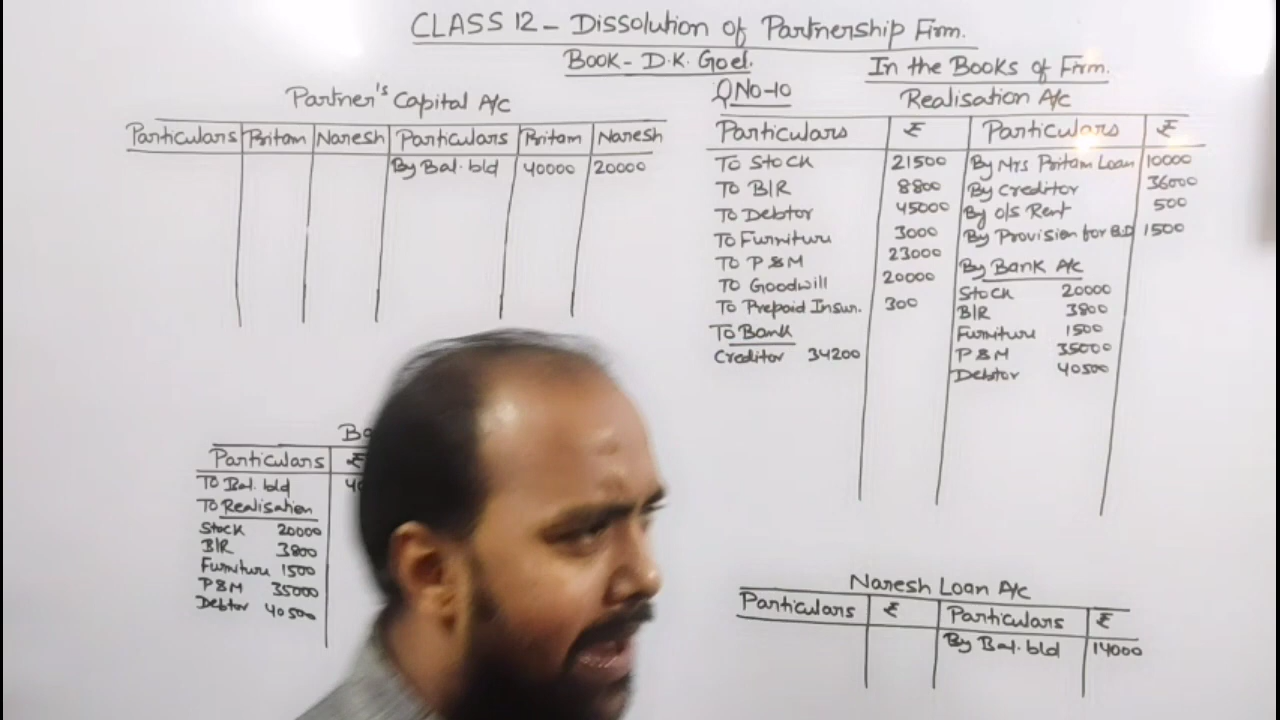 CLASS 12 - Dissolution of Partnership Firm.
Book - D.K. Goel.
In the Books of Firm.
Partner's Capital A/c
Particulars Pritam Naresh Particulars Pritam Naresh
By Bal. b/d 40000 20000
QNo-10
Realisation A/c
Particulars ₹ Particulars ₹
To Stock 21500 By Mrs Pritam Loan 10000
To B/R 8800 By Creditor 36000
To Debtor 45000 By O/s Rent 500
To Furniture 3000 By Provision for B.D 1500
To P&M 23000 By Bank A/c
To Goodwill 20000 Stock 20000
To Prepaid Insur. 300 B/R 3800
To Bank Furniture 1500
Creditor 34200 P&M 35000
Debtor 40500
Particulars ₹
To Bal. b/d
To Realisation
Stock 20000
B/R 3800
Furniture 1500
P&M 35000
Debtor 40500
Naresh Loan A/c
Particulars ₹ Particulars ₹
By Bal. b/d 14000